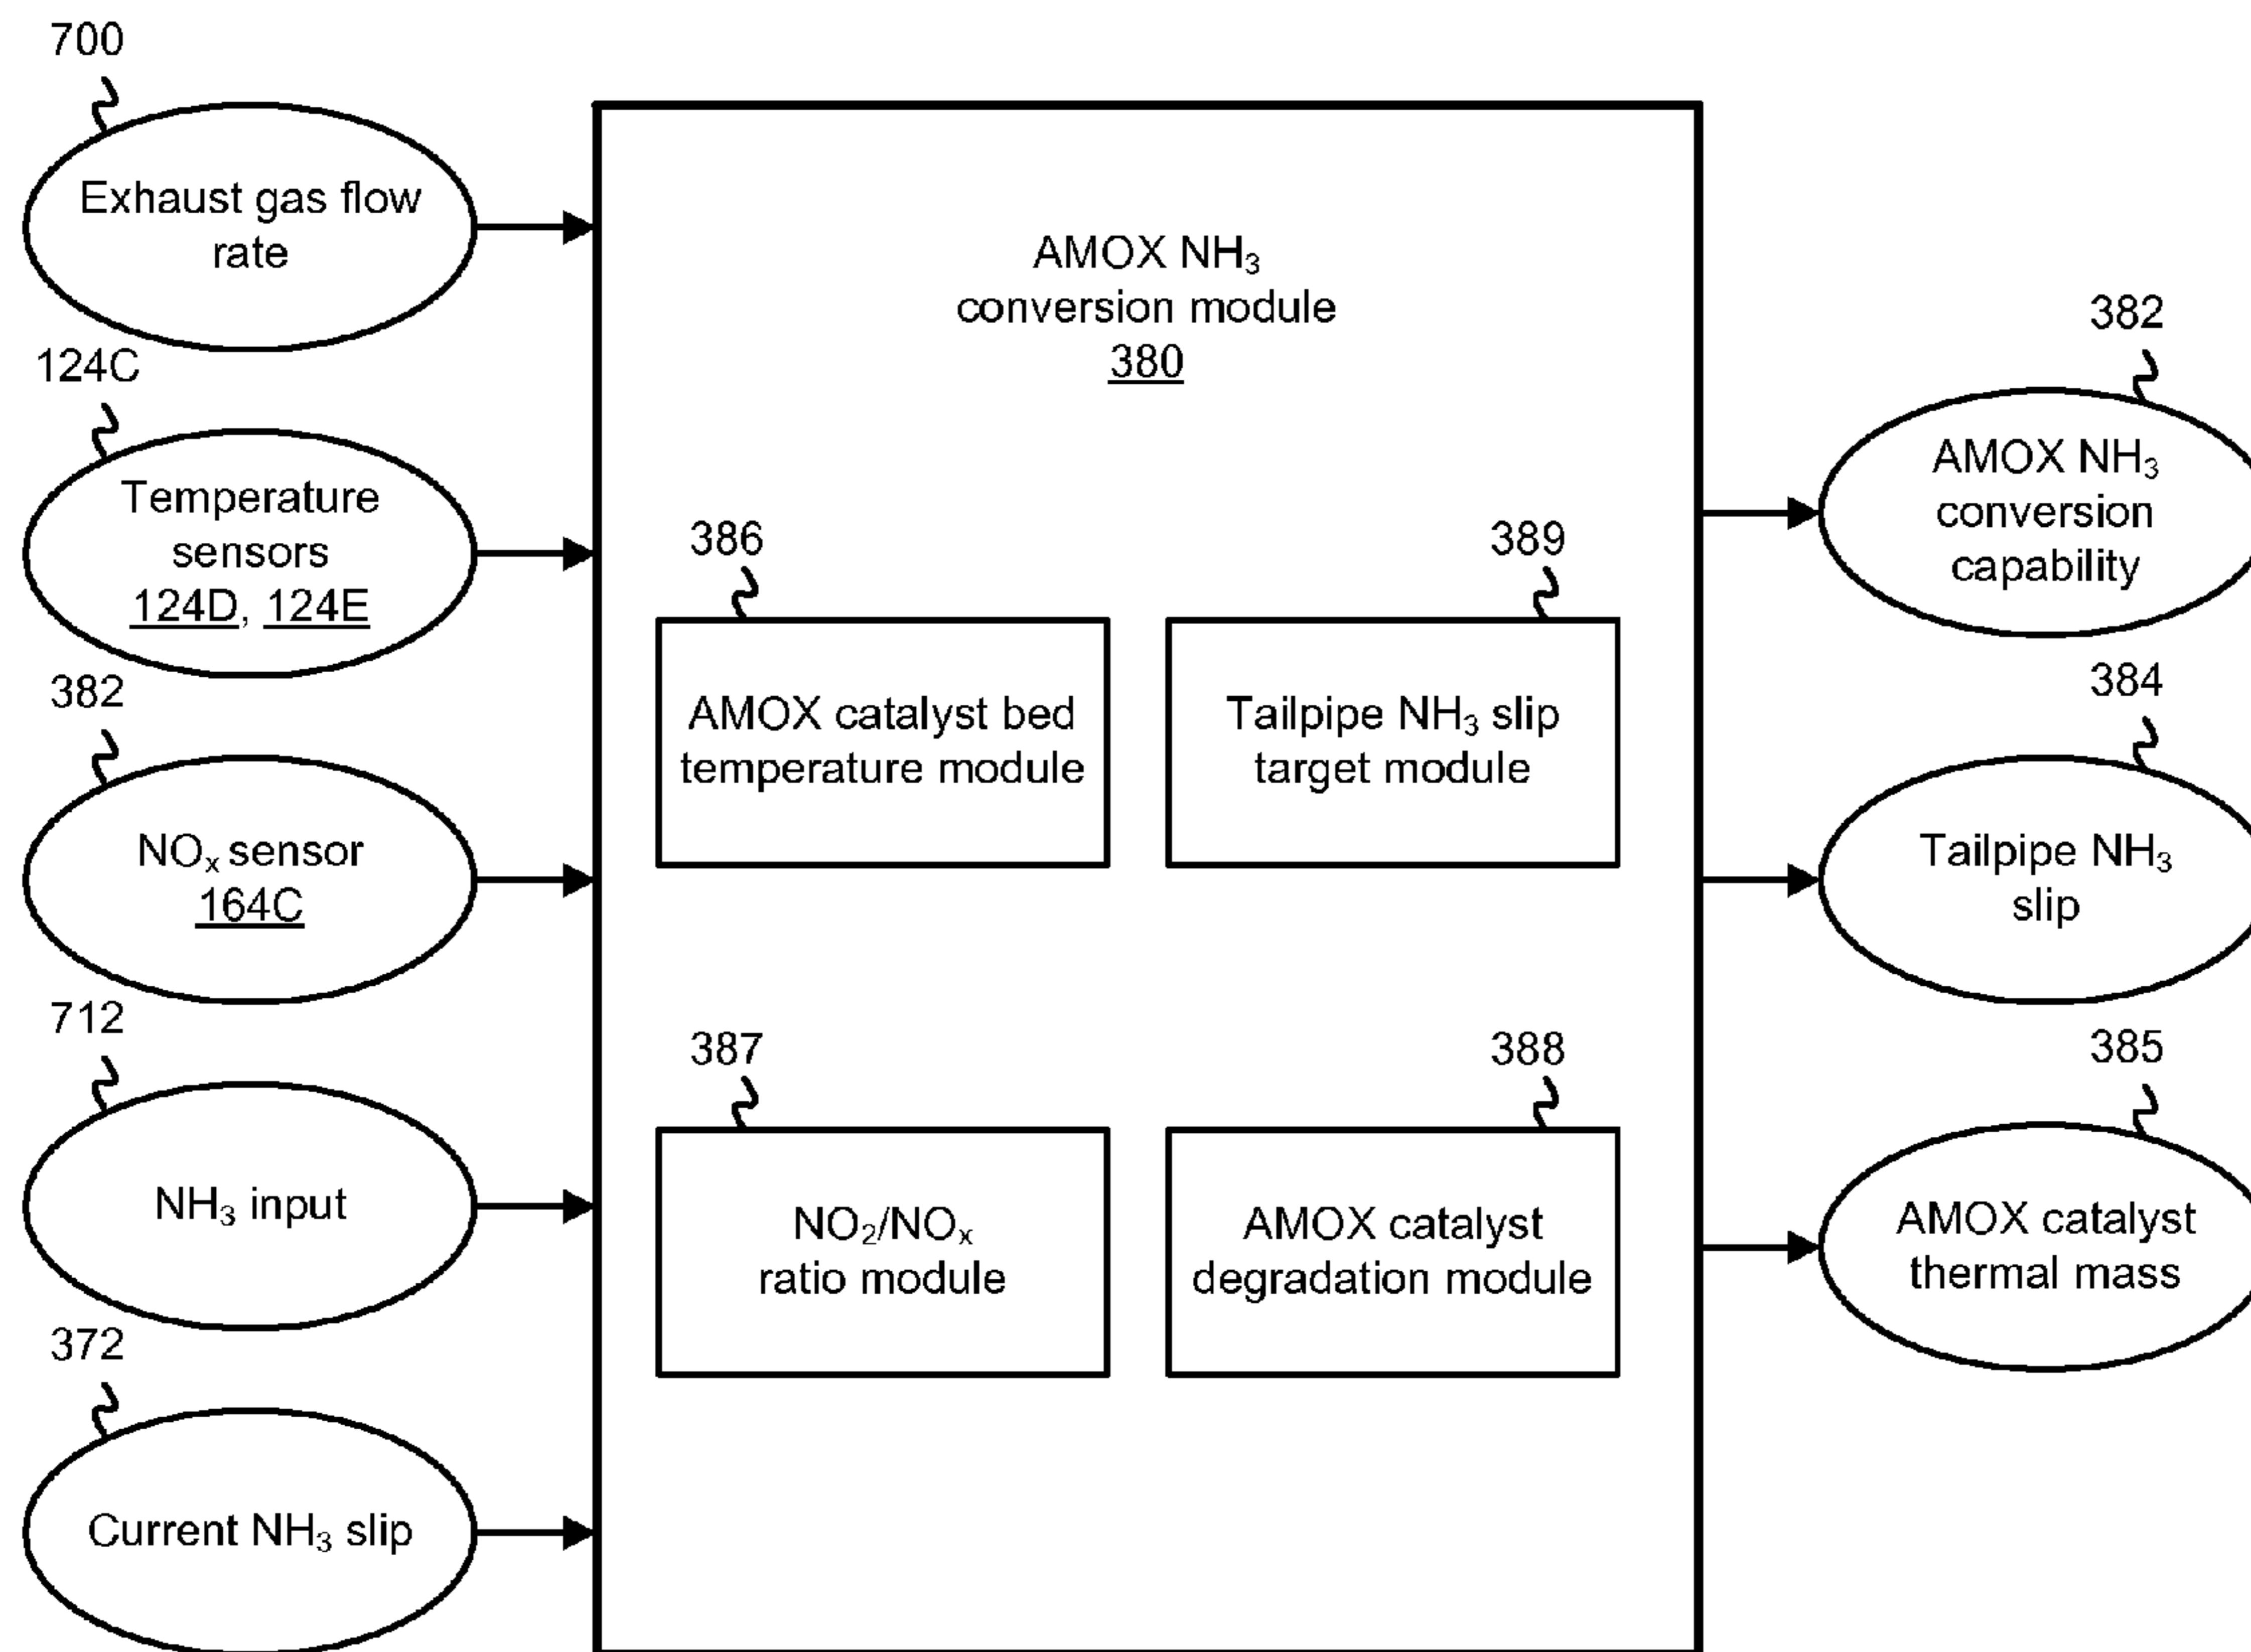 700
Exhaust gas flow
rate
124C
Temperature
sensors
124D, 124E
382
NOₓ sensor
164C
712
NH₃ input
372
Current NH₃ slip
AMOX NH₃
conversion module
380
386
AMOX catalyst bed
temperature module
389
Tailpipe NH₃ slip
target module
387
NO₂/NOₓ
ratio module
388
AMOX catalyst
degradation module
382
AMOX NH₃
conversion
capability
384
Tailpipe NH₃
slip
385
AMOX catalyst
thermal mass